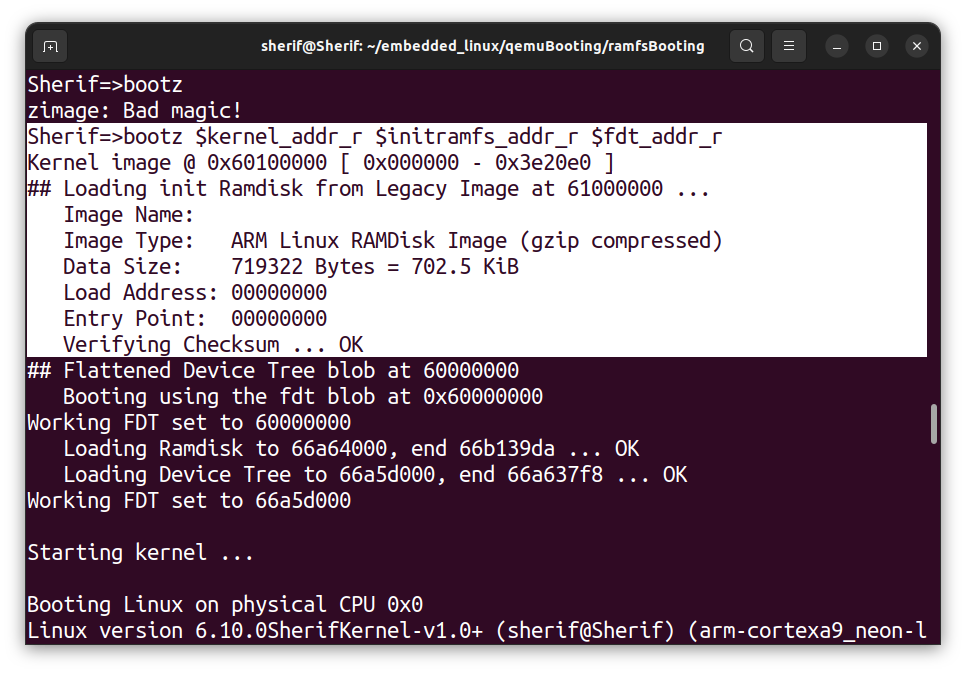 sherif@Sherif: ~/embedded_linux/qemuBooting/ramfsBooting
Sherif=>bootz
zimage: Bad magic!
Sherif=>bootz $kernel_addr_r $initramfs_addr_r $fdt_addr_r
Kernel image @ 0x60100000 [ 0x000000 - 0x3e20e0 ]
## Loading init Ramdisk from Legacy Image at 61000000 ...
   Image Name:
   Image Type:   ARM Linux RAMDisk Image (gzip compressed)
   Data Size:    719322 Bytes = 702.5 KiB
   Load Address: 00000000
   Entry Point:  00000000
   Verifying Checksum ... OK
## Flattened Device Tree blob at 60000000
   Booting using the fdt blob at 0x60000000
Working FDT set to 60000000
   Loading Ramdisk to 66a64000, end 66b139da ... OK
   Loading Device Tree to 66a5d000, end 66a637f8 ... OK
Working FDT set to 66a5d000
Starting kernel ...
Booting Linux on physical CPU 0x0
Linux version 6.10.0SherifKernel-v1.0+ (sherif@Sherif) (arm-cortexa9_neon-l